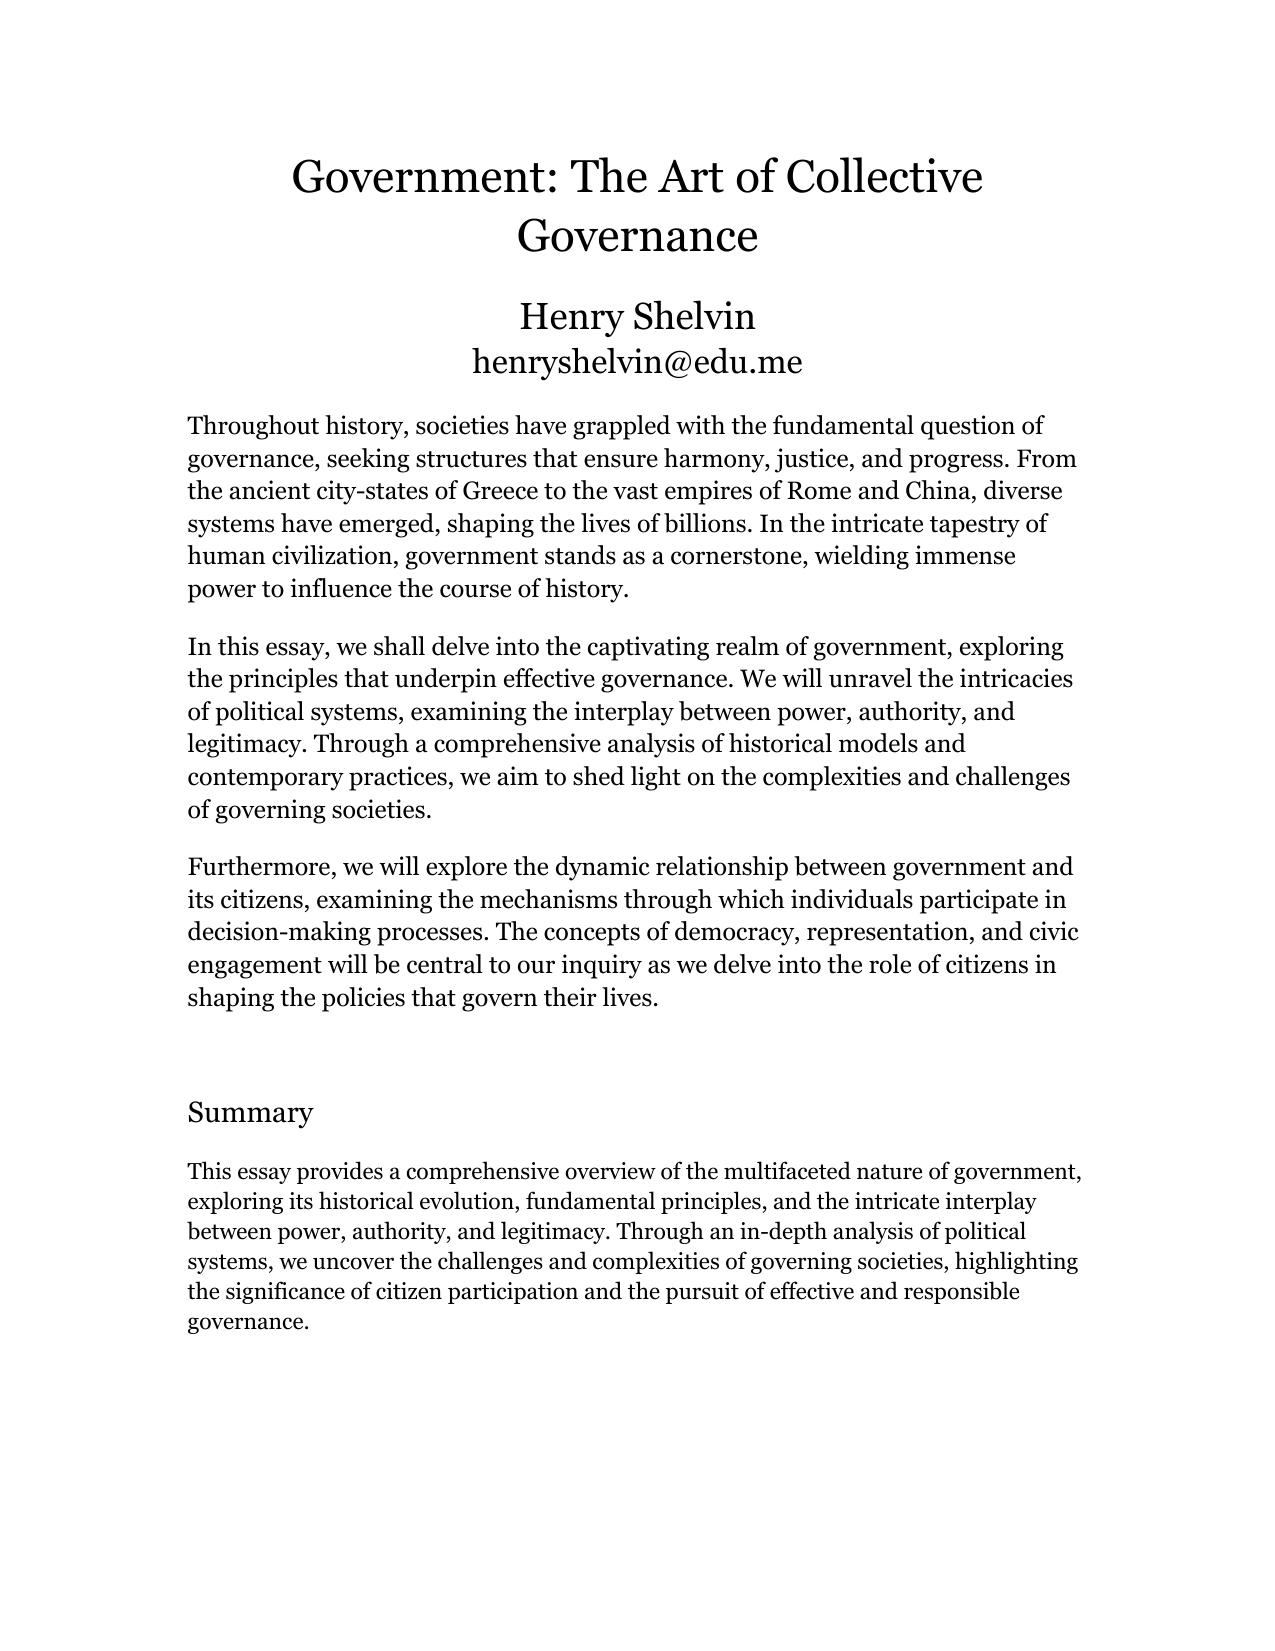 Government: The Art of Collective
Governance
Henry Shelvin
henryshelvin@edu.me
Throughout history, societies have grappled with the fundamental question of
governance, seeking structures that ensure harmony, justice, and progress. From
the ancient city-states of Greece to the vast empires of Rome and China, diverse
systems have emerged, shaping the lives of billions. In the intricate tapestry of
human civilization, government stands as a cornerstone, wielding immense
power to influence the course of history.
In this essay, we shall delve into the captivating realm of government, exploring
the principles that underpin effective governance. We will unravel the intricacies
of political systems, examining the interplay between power, authority, and
legitimacy. Through a comprehensive analysis of historical models and
contemporary practices, we aim to shed light on the complexities and challenges
of governing societies.
Furthermore, we will explore the dynamic relationship between government and
its citizens, examining the mechanisms through which individuals participate in
decision-making processes. The concepts of democracy, representation, and civic
engagement will be central to our inquiry as we delve into the role of citizens in
shaping the policies that govern their lives.
Summary
This essay provides a comprehensive overview of the multifaceted nature of government,
exploring its historical evolution, fundamental principles, and the intricate interplay
between power, authority, and legitimacy. Through an in-depth analysis of political
systems, we uncover the challenges and complexities of governing societies, highlighting
the significance of citizen participation and the pursuit of effective and responsible
governance.